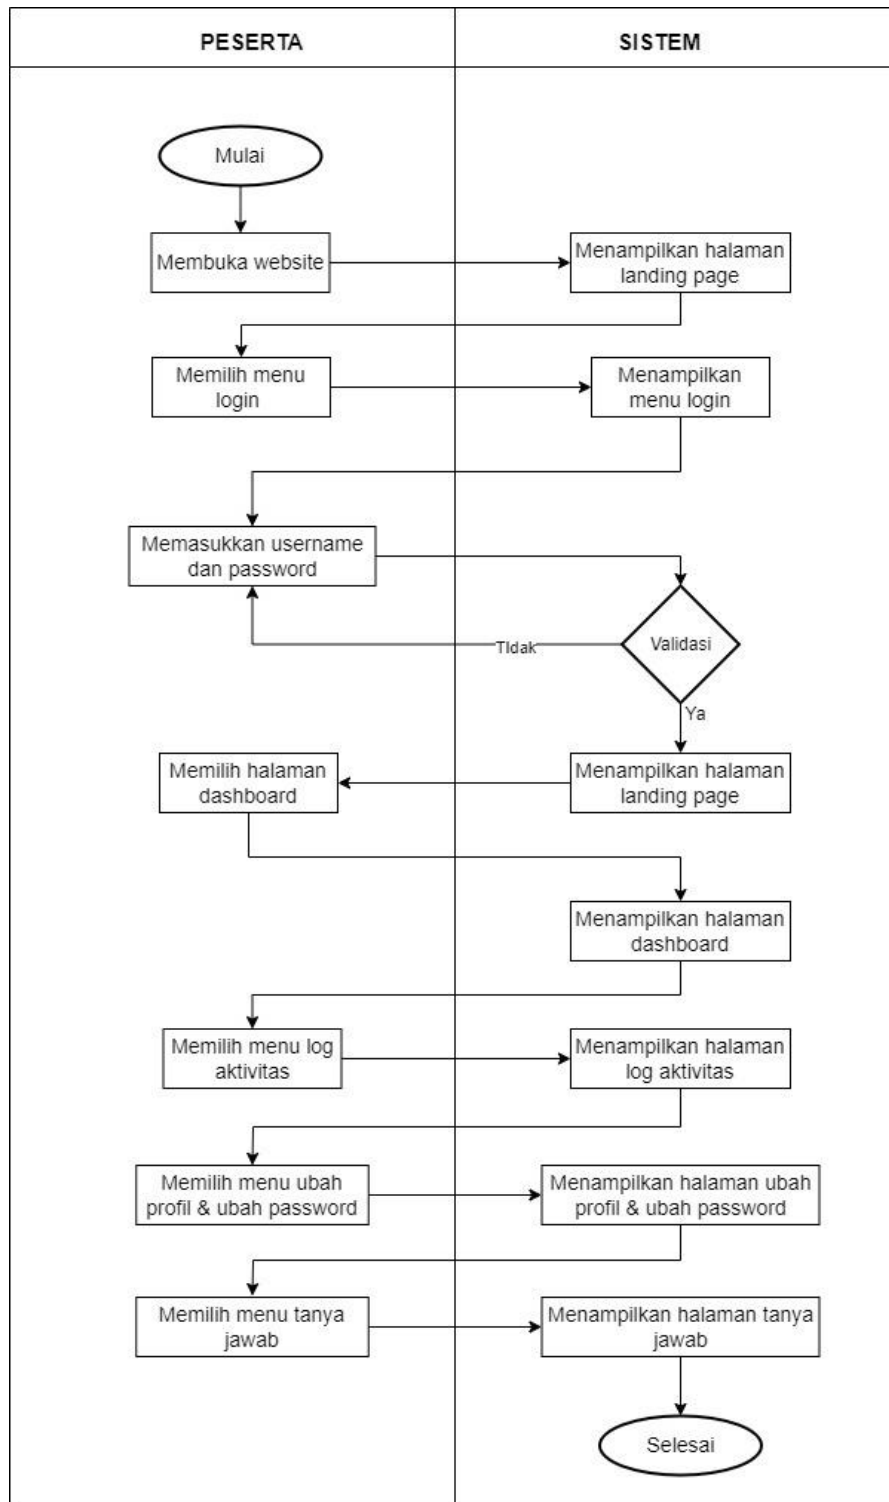 PESERTA
SISTEM
Mulai
Membuka website
Menampilkan halaman
landing page
Memilih menu
login
Menampilkan
menu login
Memasukkan username
dan password
Validasi
TIdak
Ya
Memilih halaman
dashboard
Menampilkan halaman
landing page
Menampilkan halaman
dashboard
Memilih menu log
aktivitas
Menampilkan halaman
log aktivitas
Memilih menu ubah
profil & ubah password
Menampilkan halaman ubah
profil & ubah password
Memilih menu tanya
jawab
Menampilkan halaman tanya
jawab
Selesai